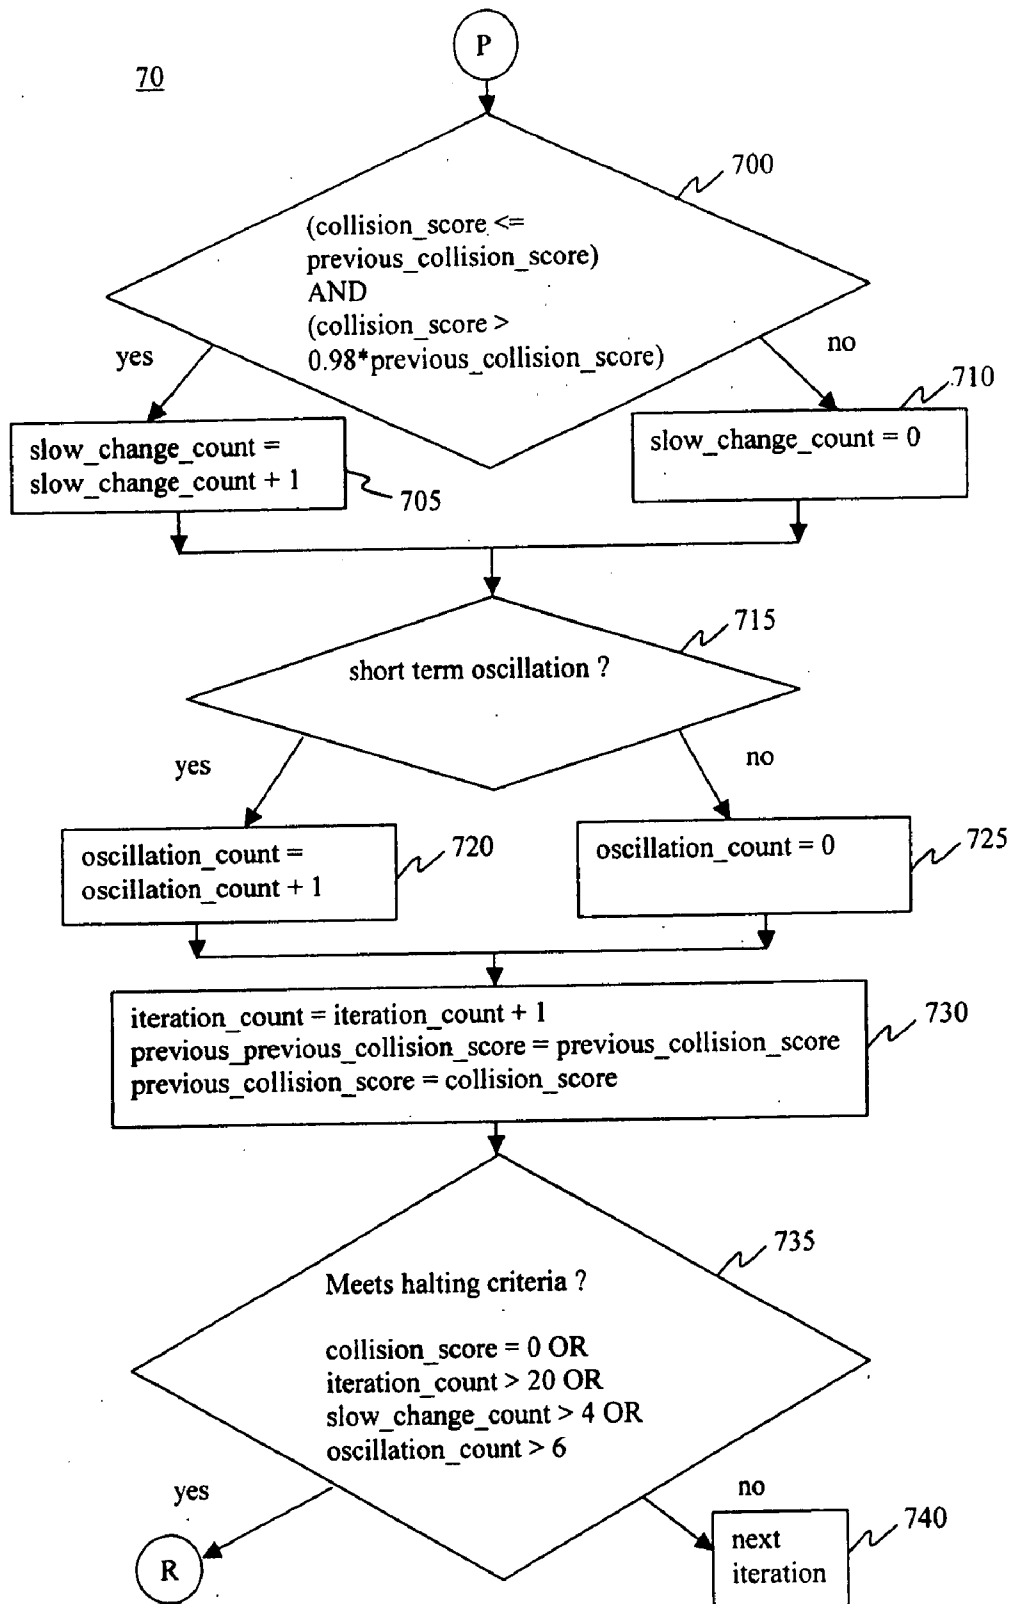 P
70
700
(collision_score <=
previous_collision_score)
AND
(collision_score >
0.98*previous_collision_score)
yes
no
710
slow_change_count =
slow_change_count + 1
705
slow_change_count = 0
715
short term oscillation ?
yes
no
oscillation_count =
oscillation_count + 1
720
oscillation_count = 0
725
iteration_count = iteration_count + 1
previous_previous_collision_score = previous_collision_score
previous_collision_score = collision_score
730
735
Meets halting criteria ?
collision_score = 0 OR
iteration_count > 20 OR
slow_change_count > 4 OR
oscillation_count > 6
yes
no
R
next
iteration
740